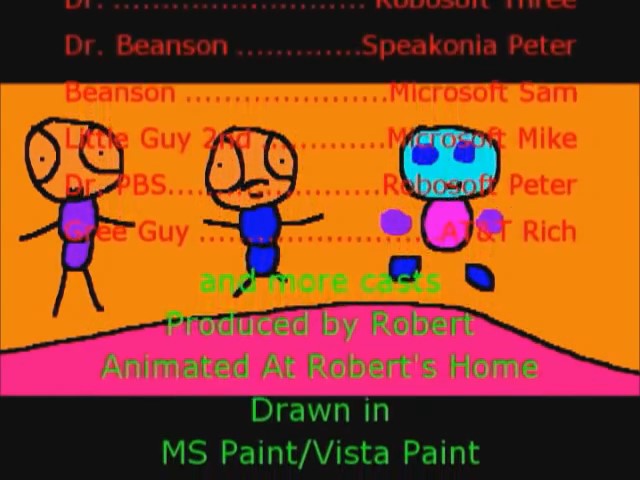 Dr. ........................... Robosoft Three
Dr. Beanson .............Speakonia Peter
Beanson .....................Microsoft Sam
Little Guy 2nd .............Microsoft Mike
Dr. PBS......................Robosoft Peter
Gree Guy ........................ AT&T Rich
and more casts
Produced by Robert
Animated At Robert's Home
Drawn in
MS Paint/Vista Paint